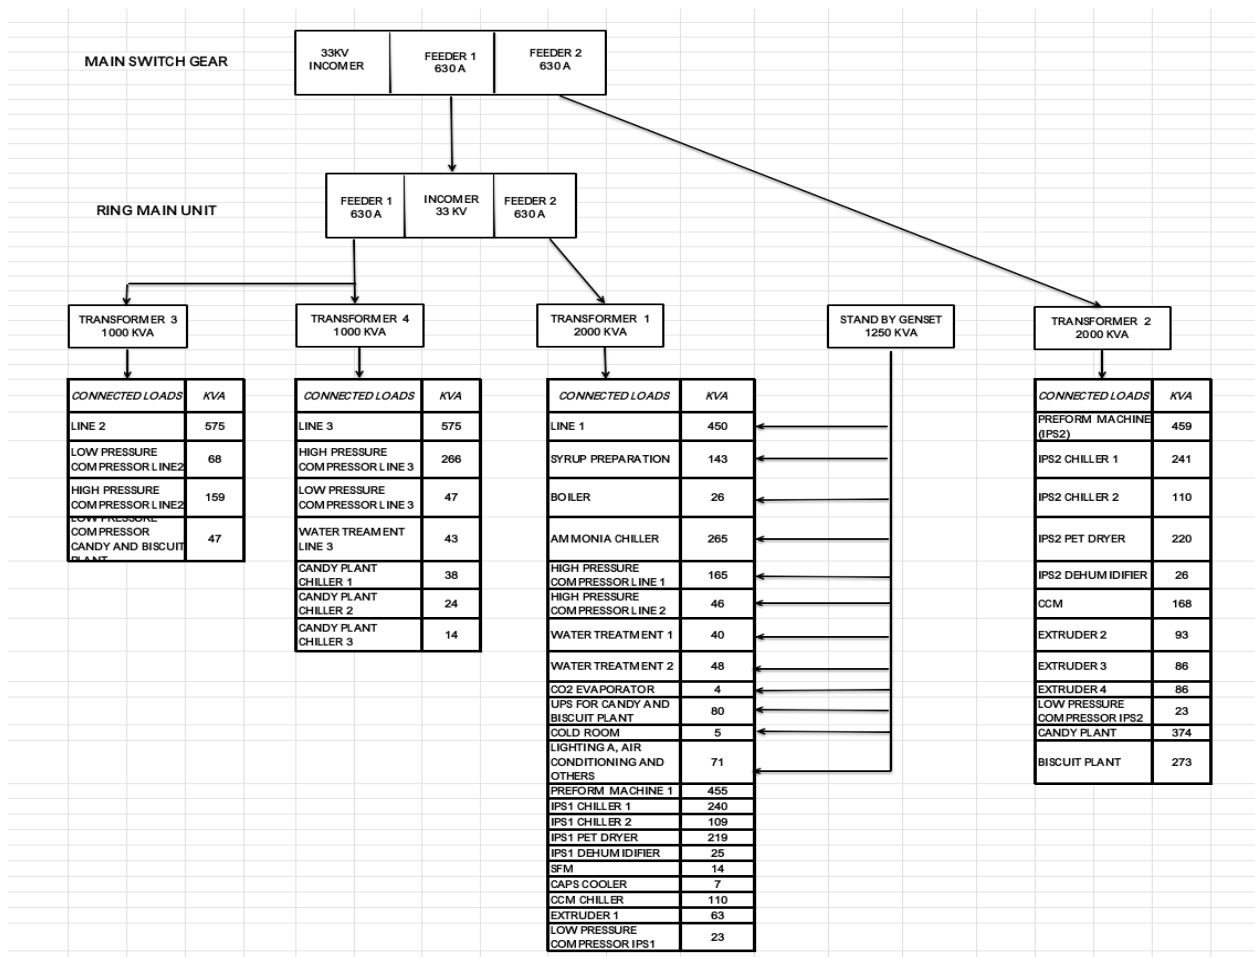 MAIN SWITCH GEAR
33KV
INCOMER
FEEDER 1
630 A
FEEDER 2
630 A
RING MAIN UNIT
FEEDER 1
630 A
INCOMER
33 KV
FEEDER 2
630 A
TRANSFORMER 3
1000 KVA
TRANSFORMER 4
1000 KVA
TRANSFORMER 1
2000 KVA
STAND BY GENSET
1250 KVA
TRANSFORMER 2
2000 KVA
CONNECTED LOADS KVA
LINE 2 575
LOW PRESSURE
COMPRESSOR LINE2 68
HIGH PRESSURE
COMPRESSOR LINE2 159
LOW PRESSURE
COMPRESSOR
CANDY AND BISCUIT 47
PLANT
CONNECTED LOADS KVA
LINE 3 575
HIGH PRESSURE
COMPRESSOR LINE 3 266
LOW PRESSURE
COMPRESSOR LINE 3 47
WATER TREAMENT
LINE 3 43
CANDY PLANT
CHILLER 1 38
CANDY PLANT
CHILLER 2 24
CANDY PLANT
CHILLER 3 14
CONNECTED LOADS KVA
LINE 1 450
SYRUP PREPARATION 143
BOILER 26
AMMONIA CHILLER 265
HIGH PRESSURE
COMPRESSOR LINE 1 165
HIGH PRESSURE
COMPRESSOR LINE 2 46
WATER TREATMENT 1 40
WATER TREATMENT 2 48
CO2 EVAPORATOR 4
UPS FOR CANDY AND
BISCUIT PLANT 80
COLD ROOM 5
LIGHTING A, AIR
CONDITIONING AND 71
OTHERS
PREFORM MACHINE 1 455
IPS1 CHILLER 1 240
IPS1 CHILLER 2 109
IPS1 PET DRYER 219
IPS1 DEHUMIDIFIER 25
SFM 14
CAPS COOLER 7
CCM CHILLER 110
EXTRUDER 1 63
LOW PRESSURE
COMPRESSOR IPS1 23
CONNECTED LOADS KVA
PREFORM MACHINE
(IPS2) 459
IPS2 CHILLER 1 241
IPS2 CHILLER 2 110
IPS2 PET DRYER 220
IPS2 DEHUMIDIFIER 26
CCM 168
EXTRUDER 2 93
EXTRUDER 3 86
EXTRUDER 4 86
LOW PRESSURE
COMPRESSOR IPS2 23
CANDY PLANT 374
BISCUIT PLANT 273